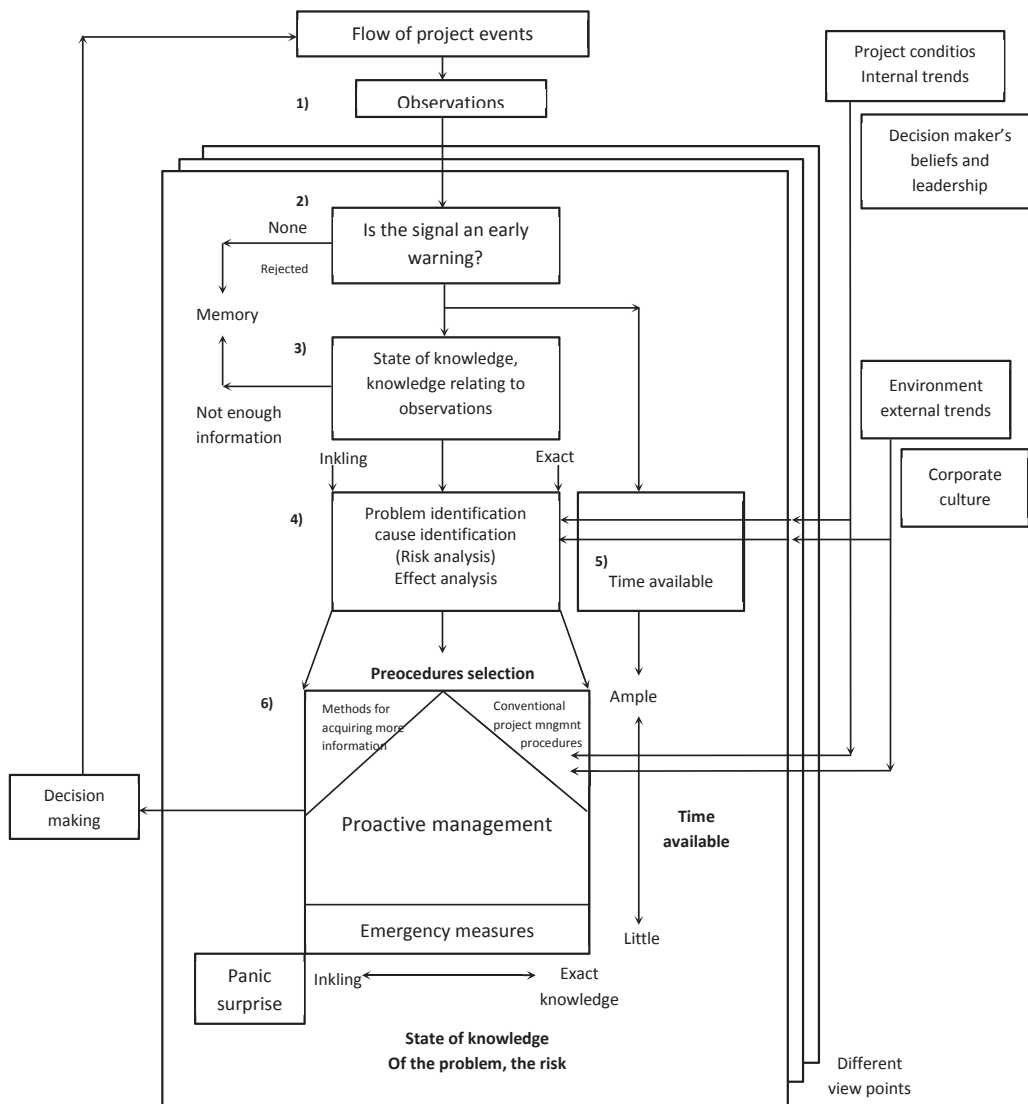 Flow of project events
Project conditios
Internal trends
1)
Observations
Decision maker's
beliefs and
leadership
2)
None
Is the signal an early
warning?
Rejected
Memory
3)
State of knowledge,
knowledge relating to
observations
Not enough
information
Environment
external trends
Inkling
Exact
Corporate
culture
4)
Problem identification
cause identification
(Risk analysis)
Effect analysis
5)
Time available
Preocedures selection
6)
Methods for
acquiring more
information
Conventional
project mngmnt
procedures
Ample
Decision
making
Proactive management
Time
available
Emergency measures
Little
Panic
surprise
Inkling
Exact
knowledge
State of knowledge
Of the problem, the risk
Different
view points